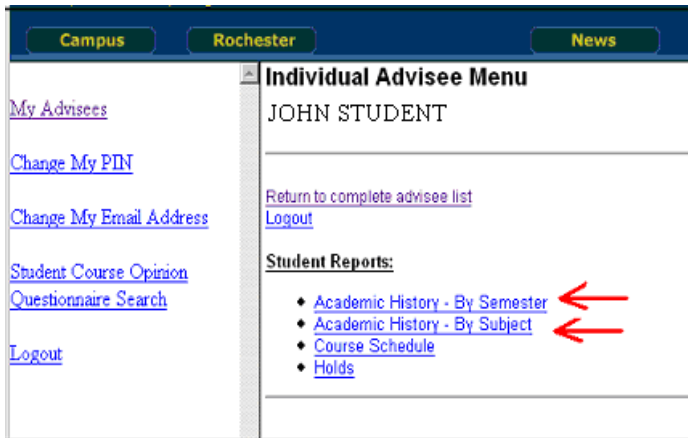 Campus
Rochester
News
My Advisees
Change My PIN
Change My Email Address
Student Course Opinion
Questionnaire Search
Logout
Individual Advisee Menu
JOHN STUDENT
Return to complete advisee list
Logout
Student Reports:
Academic History - By Semester
Academic History - By Subject
Course Schedule
Holds